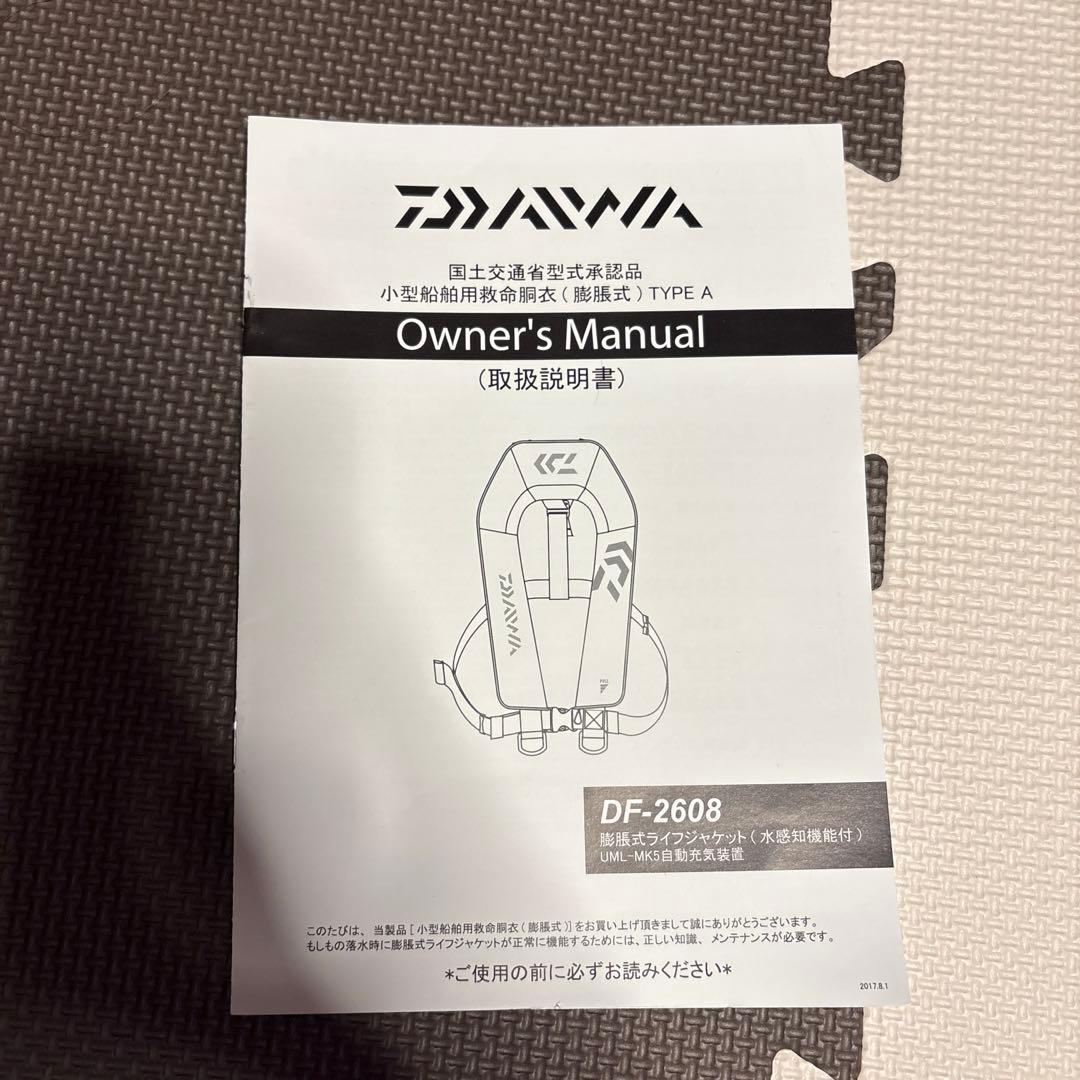 DAIWA
国土交通省型式承認品
小型船舶用救命胴衣(膨脹式)TYPE A
Owner's Manual
(取扱説明書)
DAIWA
PULL
DF-2608
膨脹式ライフジャケット(水感知機能付)
UML-MK5自動充気装置
このたびは、当製品[小型船舶用救命胴衣(膨脹式)]をお買い上げ頂きまして誠にありがとうございます。
もしもの落水時に膨脹式ライフジャケットが正常に機能するためには、正しい知識、メンテナンスが必要です。
*ご使用の前に必ずお読みください*
2017.8.1